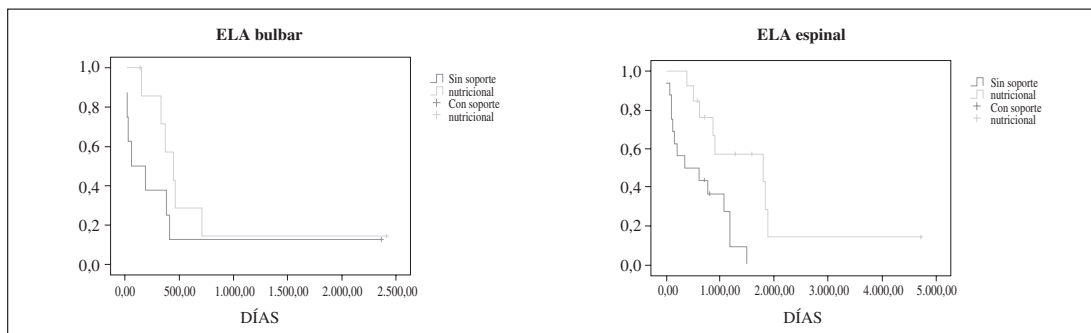 ELA bulbar
1,0
0,8
0,6
0,4
0,2
0,0
0,00
500,00
1.000,00
1.500,00
2.000,00
2.500,00
DÍAS
Sin soporte
nutricional
Con soporte
nutricional
ELA espinal
1,0
0,8
0,6
0,4
0,2
0,0
0,00
1.000,00
2.000,00
3.000,00
4.000,00
5.000,00
DÍAS
Sin soporte
nutricional
Con soporte
nutricional